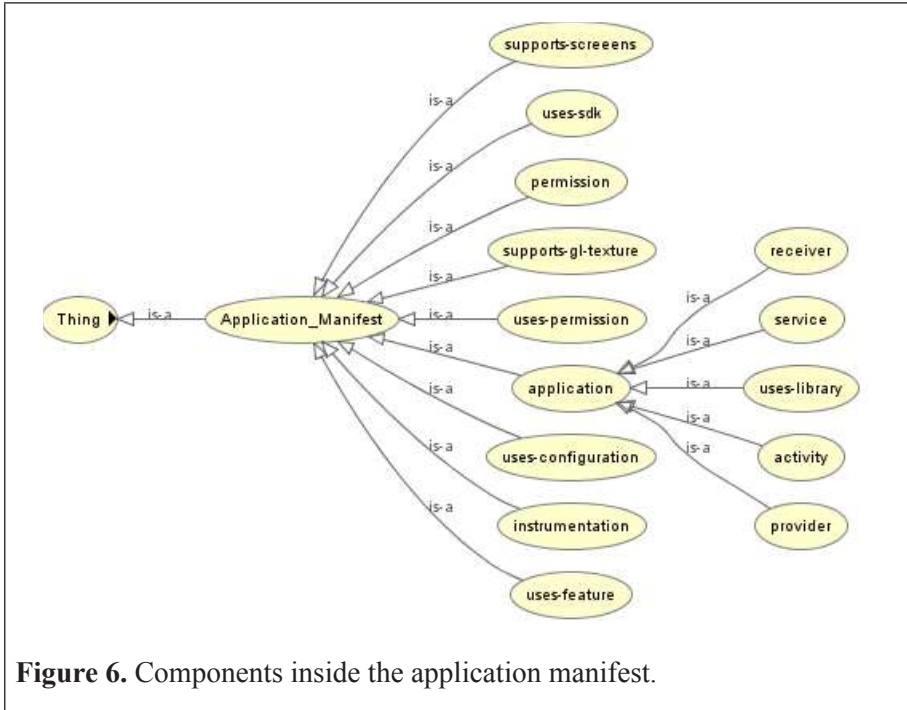 supports-screeens
is-a
uses-sdk
is-a
permission
is-a
supports-gl-texture
receiver
is-a
is-a
Thing
is-a
Application_Manifest
is-a
uses-permission
service
is-a
is-a
application
is-a
uses-library
is-a
is-a
uses-configuration
is-a
activity
is-a
instrumentation
provider
is-a
uses-feature
Figure 6. Components inside the application manifest.